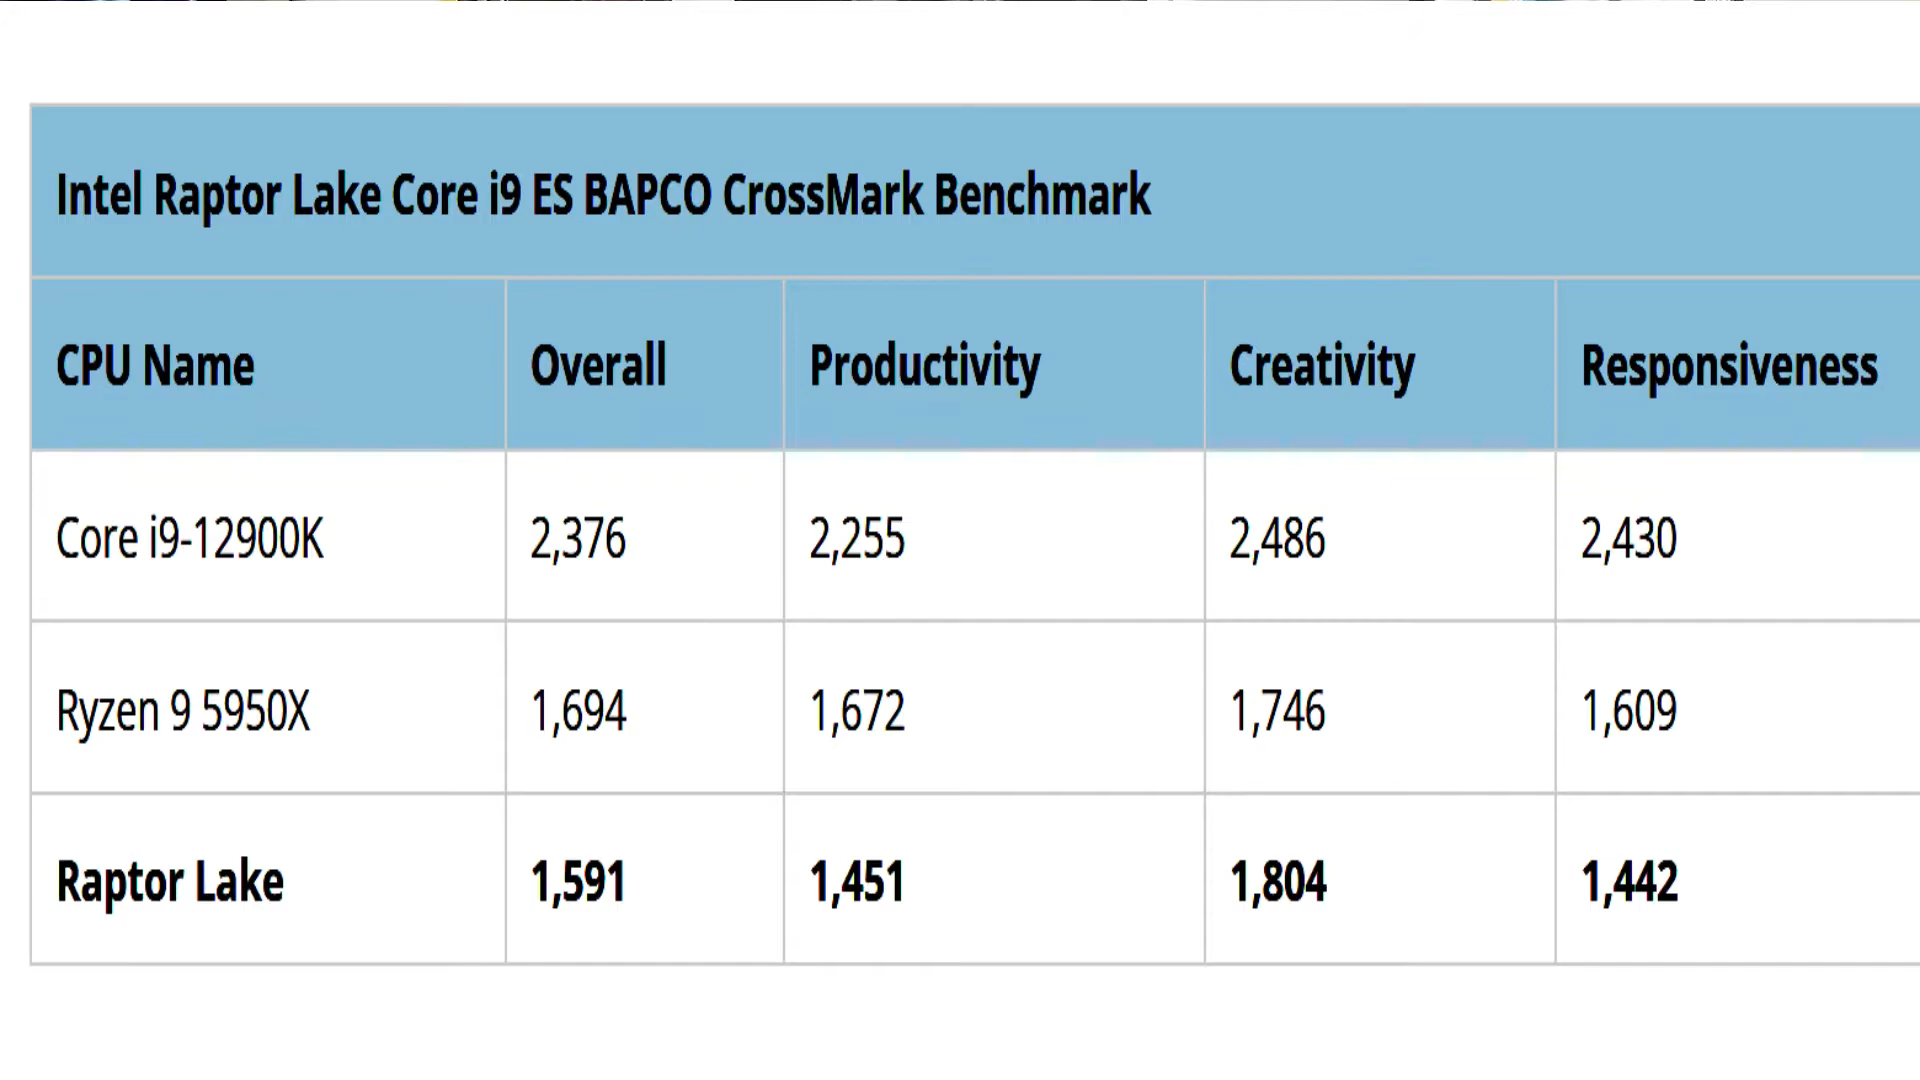 Intel Raptor Lake Core i9 ES BAPCO CrossMark Benchmark
CPU Name Overall Productivity Creativity Responsiveness
Core i9-12900K 2,376 2,255 2,486 2,430
Ryzen 9 5950X 1,694 1,672 1,746 1,609
Raptor Lake 1,591 1,451 1,804 1,442